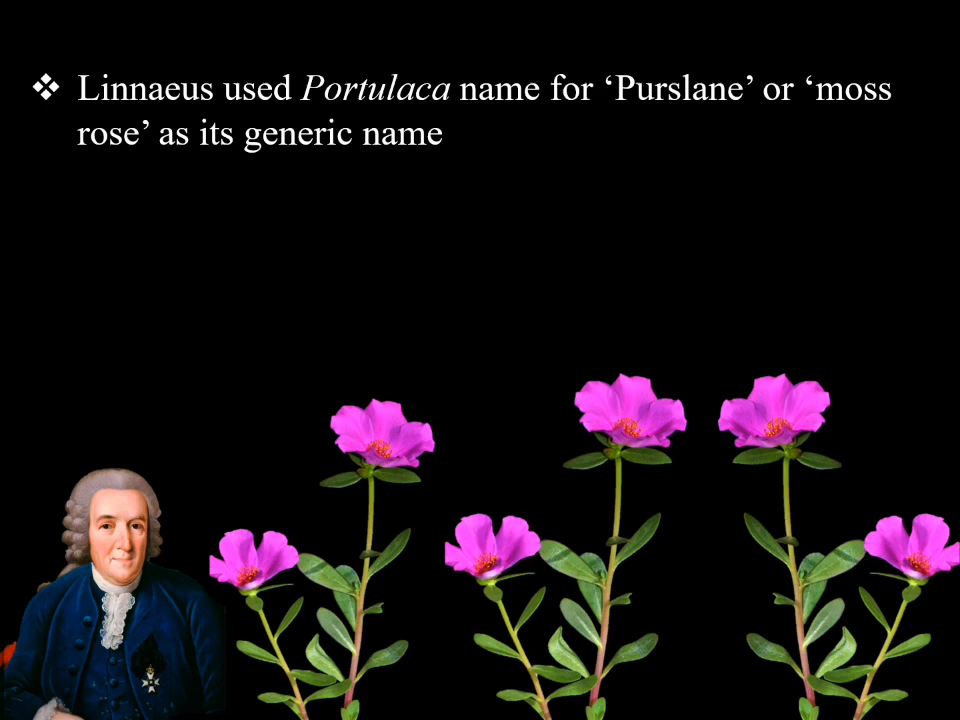 ❖ Linnaeus used Portulaca name for ‘Purslane’ or ‘moss
rose’ as its generic name